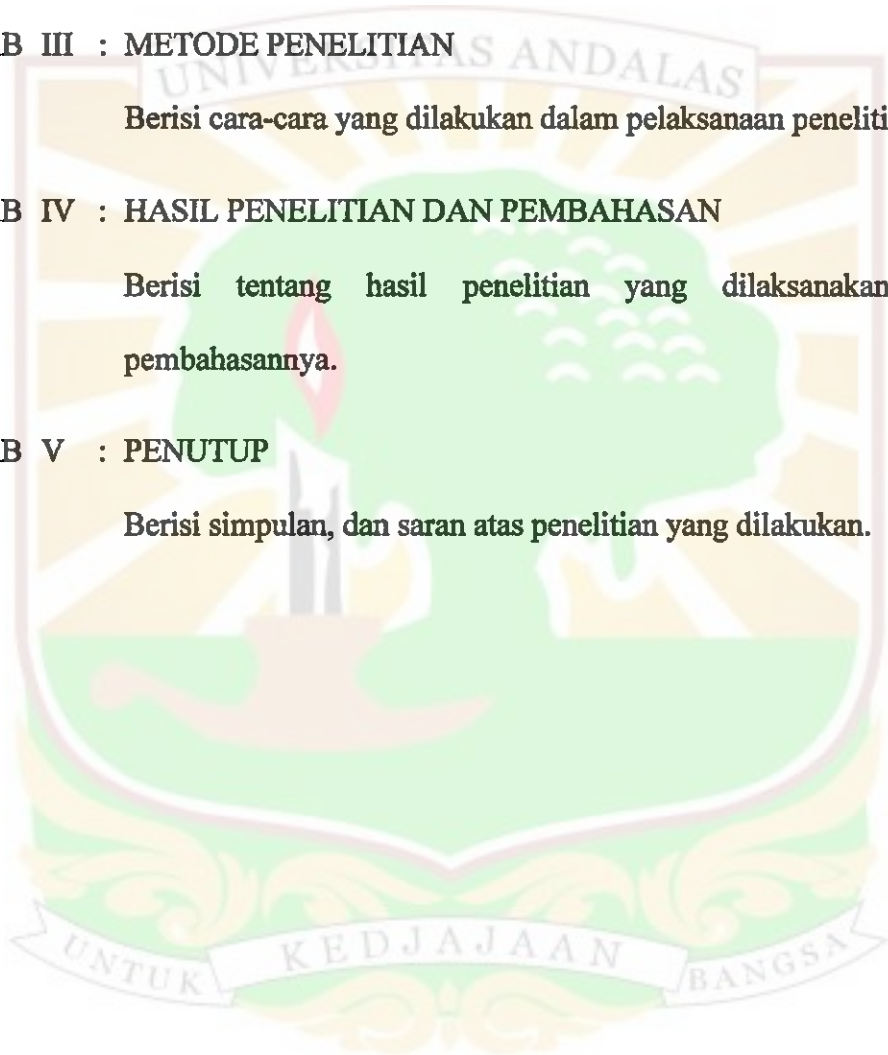 UNIVERSITAS ANDALAS
B III : METODE PENELITIAN
Berisi cara-cara yang dilakukan dalam pelaksanaan peneliti
B IV : HASIL PENELITIAN DAN PEMBAHASAN
Berisi tentang hasil penelitian yang dilaksanakan
pembahasannya.
B V : PENUTUP
Berisi simpulan, dan saran atas penelitian yang dilakukan.
UNTUK KEDJAJAAN BANGSA